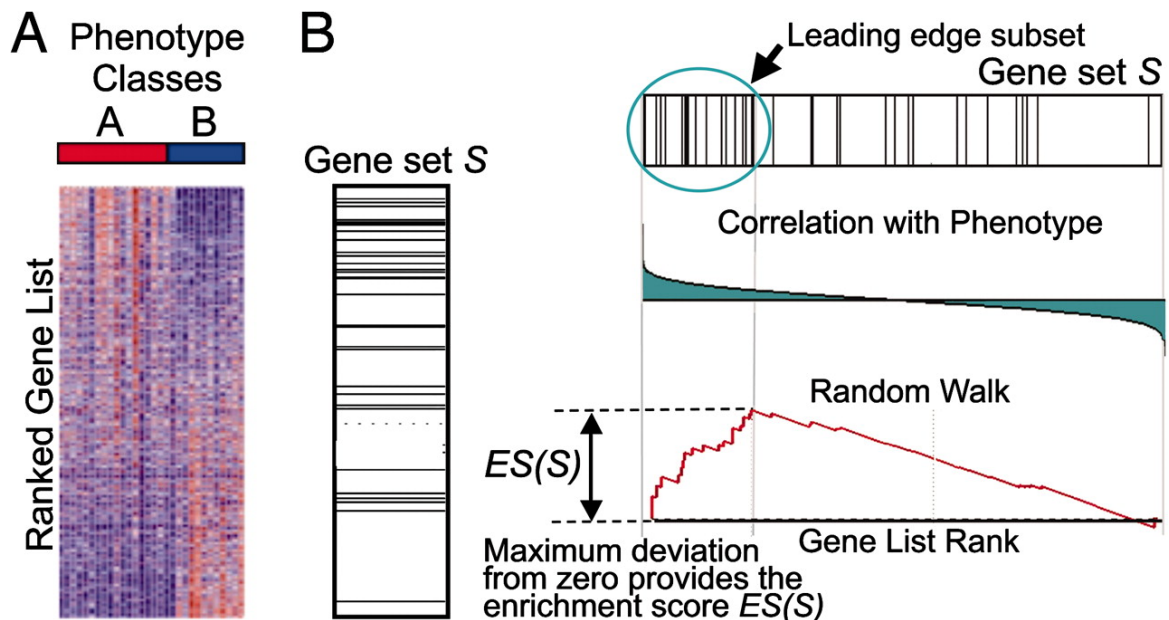 A
Phenotype
Classes
A B
Ranked Gene List
B
Gene set S
Leading edge subset
Gene set S
Correlation with Phenotype
Random Walk
ES(S)
Gene List Rank
Maximum deviation
from zero provides the
enrichment score ES(S)